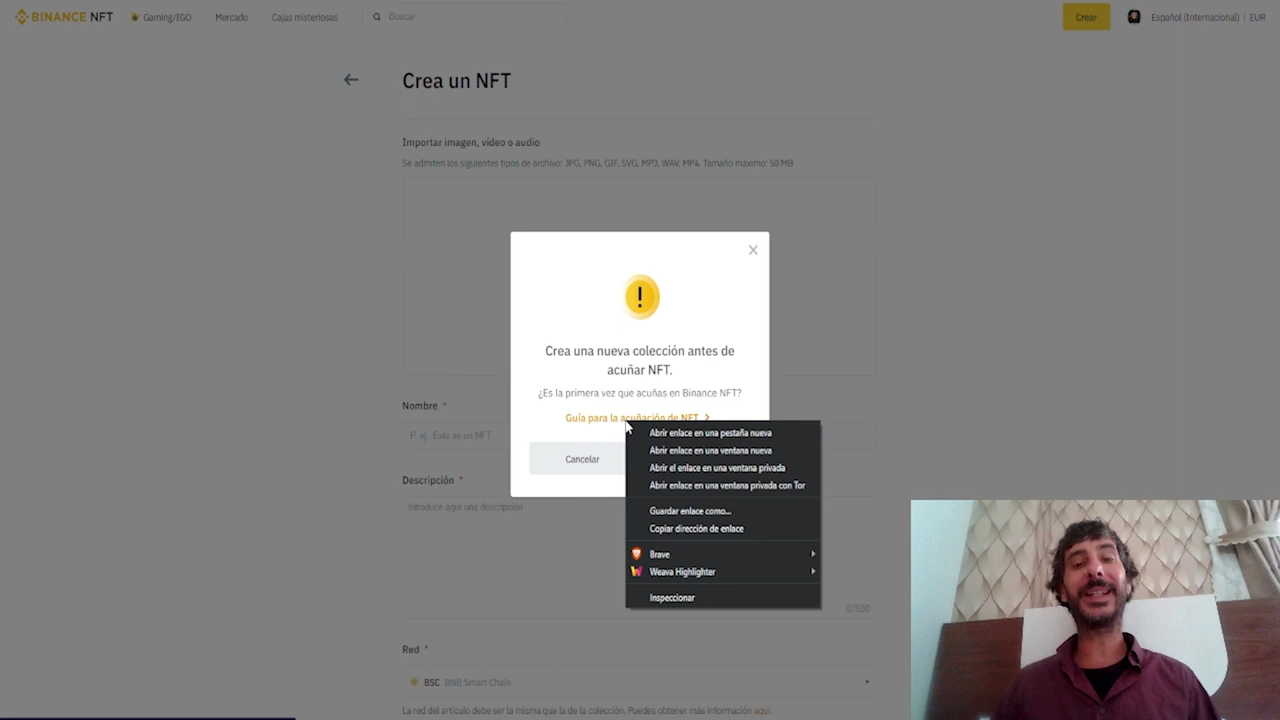 BINANCE NFT
Gaming/IGO
Mercado
Cajas misteriosas
Buscar
Crear
Español (Internacional) | EUR
Crea un NFT
Importar imagen, vídeo o audio
Se admiten los siguientes tipos de archivo: JPG, PNG, GIF, SVG, MP3, WAV, MP4. Tamaño máximo: 50 MB
Crea una nueva colección antes de
acuñar NFT.
¿Es la primera vez que acuñas en Binance NFT?
Guía para la acuñación de NFT
Cancelar
Abrir enlace en una pestaña nueva
Abrir enlace en una ventana nueva
Abrir el enlace en una ventana privada
Abrir enlace en una ventana privada con Tor
Guardar enlace como...
Copiar dirección de enlace
Brave
Weava Highlighter
Inspeccionar
Nombre *
P. ej.: Este es un NFT
Descripción *
Introduce aquí una descripción
0/500
Red *
BSC BNB Smart Chain
La red del artículo debe ser la misma que la de la colección. Puedes obtener más información aquí.